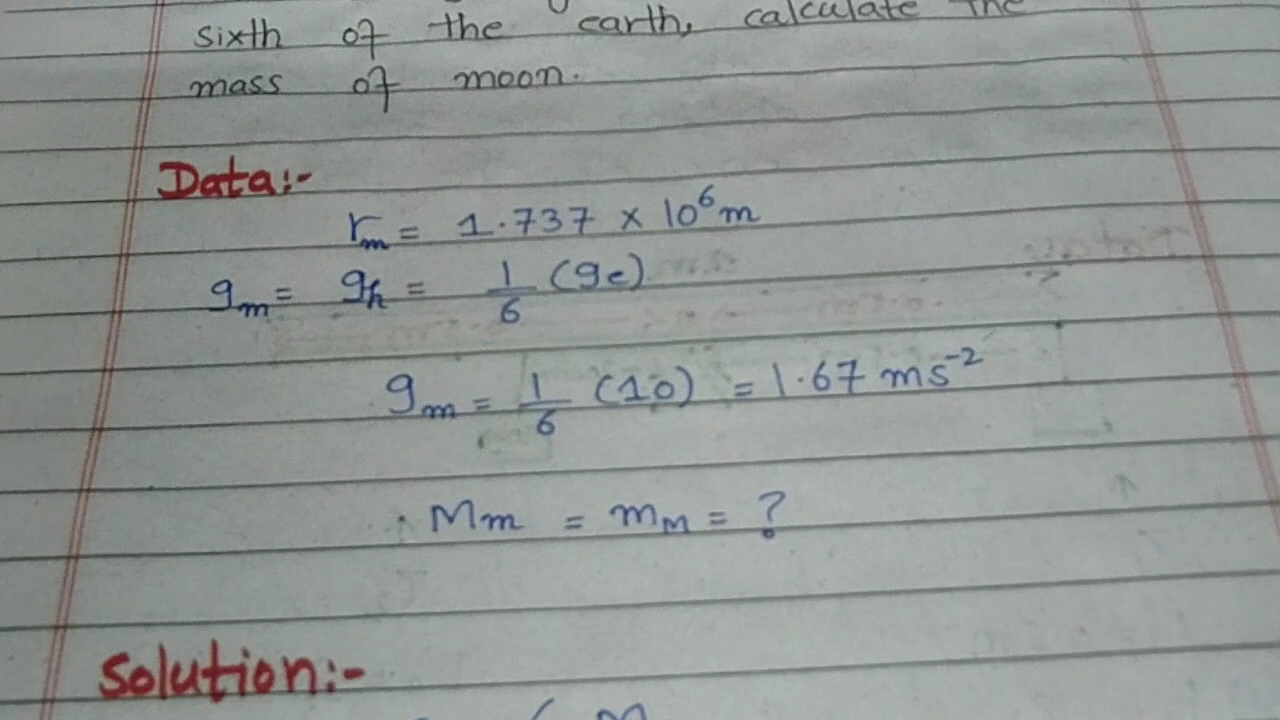 sixth of the earth, calculate the
mass of moon.
Data:-
rm = 1.737 × 10⁶ m
gm = gh = 1/6 (ge)
gm = 1/6 (10) = 1.67 ms⁻²
Mm = mM = ?
Solution:-